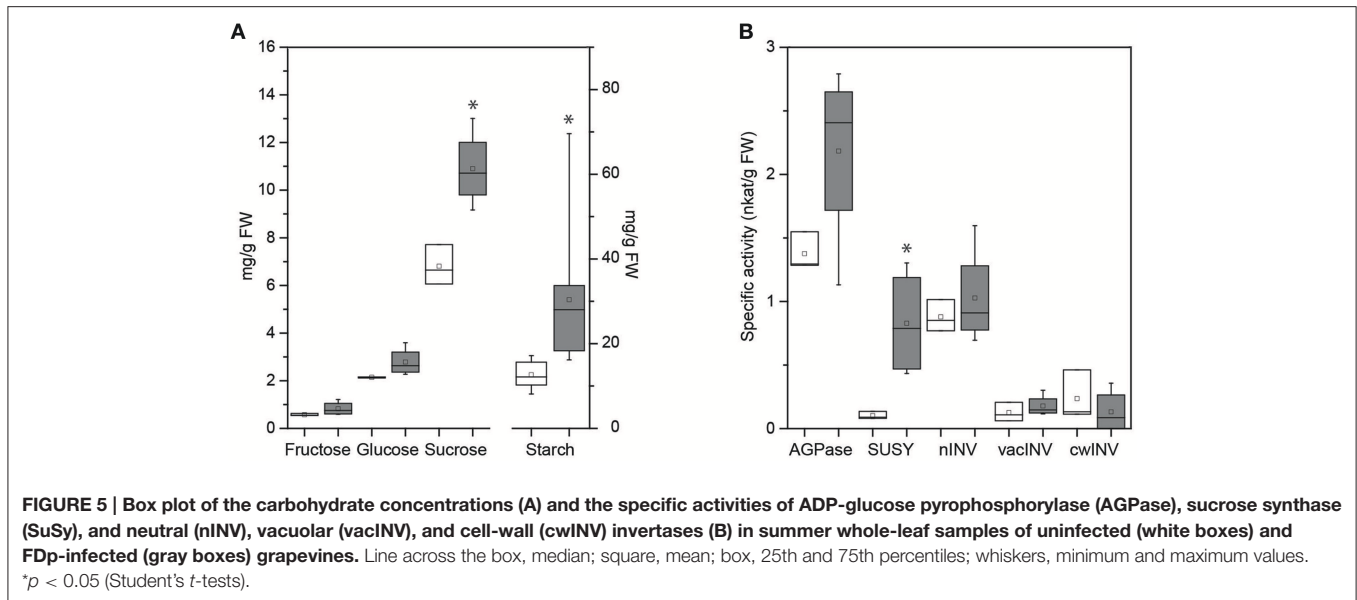 A
16
14
12
10
8
6
4
2
0
mg/g FW
*
*
80
60
40
20
0
mg/g FW
Fructose Glucose Sucrose Starch
B
3
2
1
0
Specific activity (nkat/g FW)
*
AGPase SUSY nINV vacINV cwINV
FIGURE 5 | Box plot of the carbohydrate concentrations (A) and the specific activities of ADP-glucose pyrophosphorylase (AGPase), sucrose synthase
(SuSy), and neutral (nINV), vacuolar (vacINV), and cell-wall (cwINV) invertases (B) in summer whole-leaf samples of uninfected (white boxes) and
FDp-infected (gray boxes) grapevines. Line across the box, median; square, mean; box, 25th and 75th percentiles; whiskers, minimum and maximum values.
*p < 0.05 (Student's t-tests).